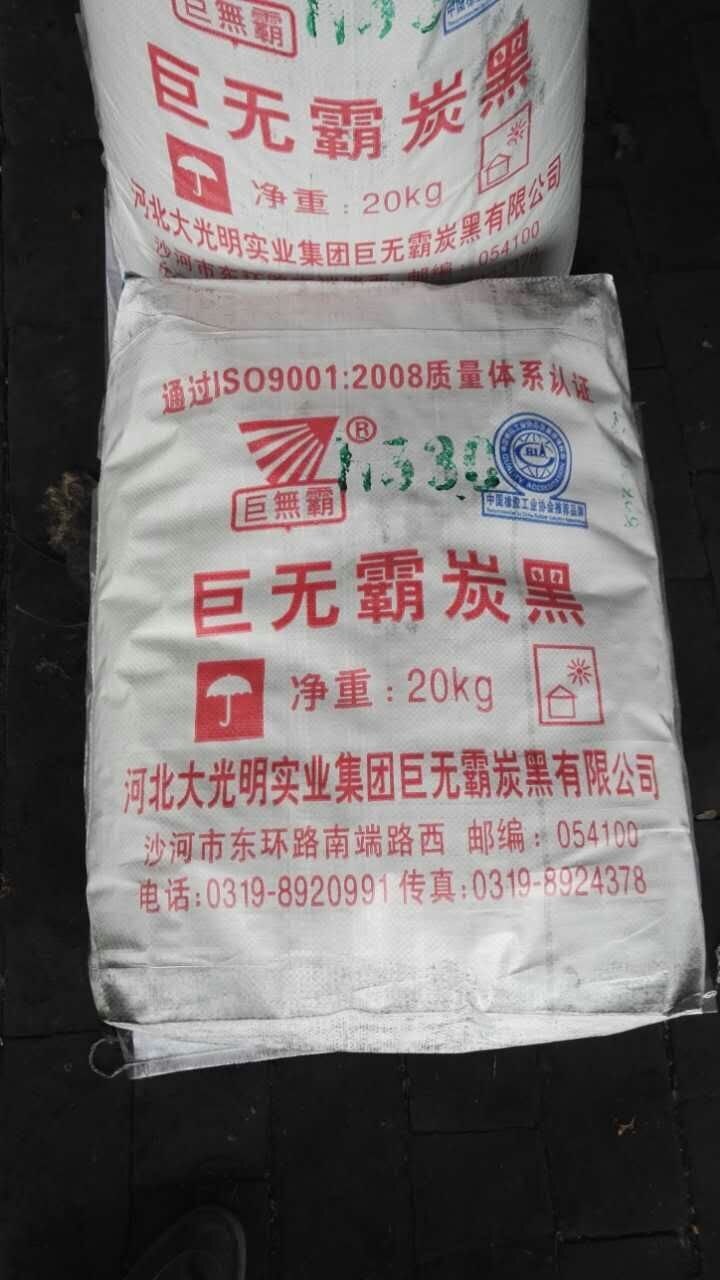 巨無霸
n330
巨无霸炭黑
净重:20kg
河北大光明实业集团巨无霸炭黑有限公司
沙河市东环路南端路西 邮编:054100
通过ISO9001:2008质量体系认证
®
巨無霸
n330
中国橡胶工业协会推荐品牌
巨无霸炭黑
净重:20kg
河北大光明实业集团巨无霸炭黑有限公司
沙河市东环路南端路西 邮编:054100
电话:0319-8920991 传真:0319-8924378